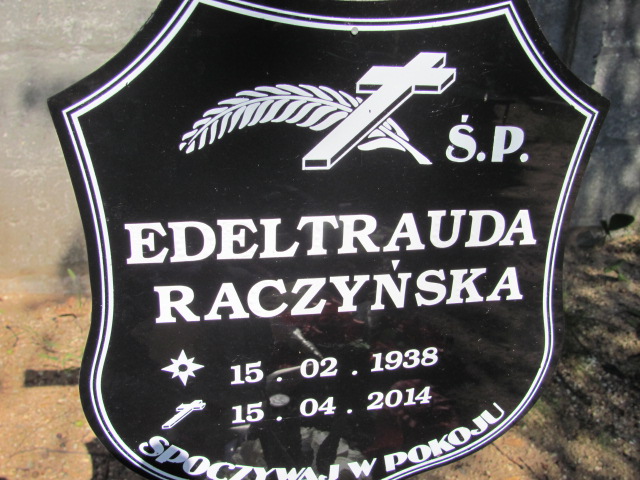 Ś.P.
EDELTRAUDA
RACZYŃSKA
15 . 02 . 1938
15 . 04 . 2014
SPOCZYWAJ W POKOJU